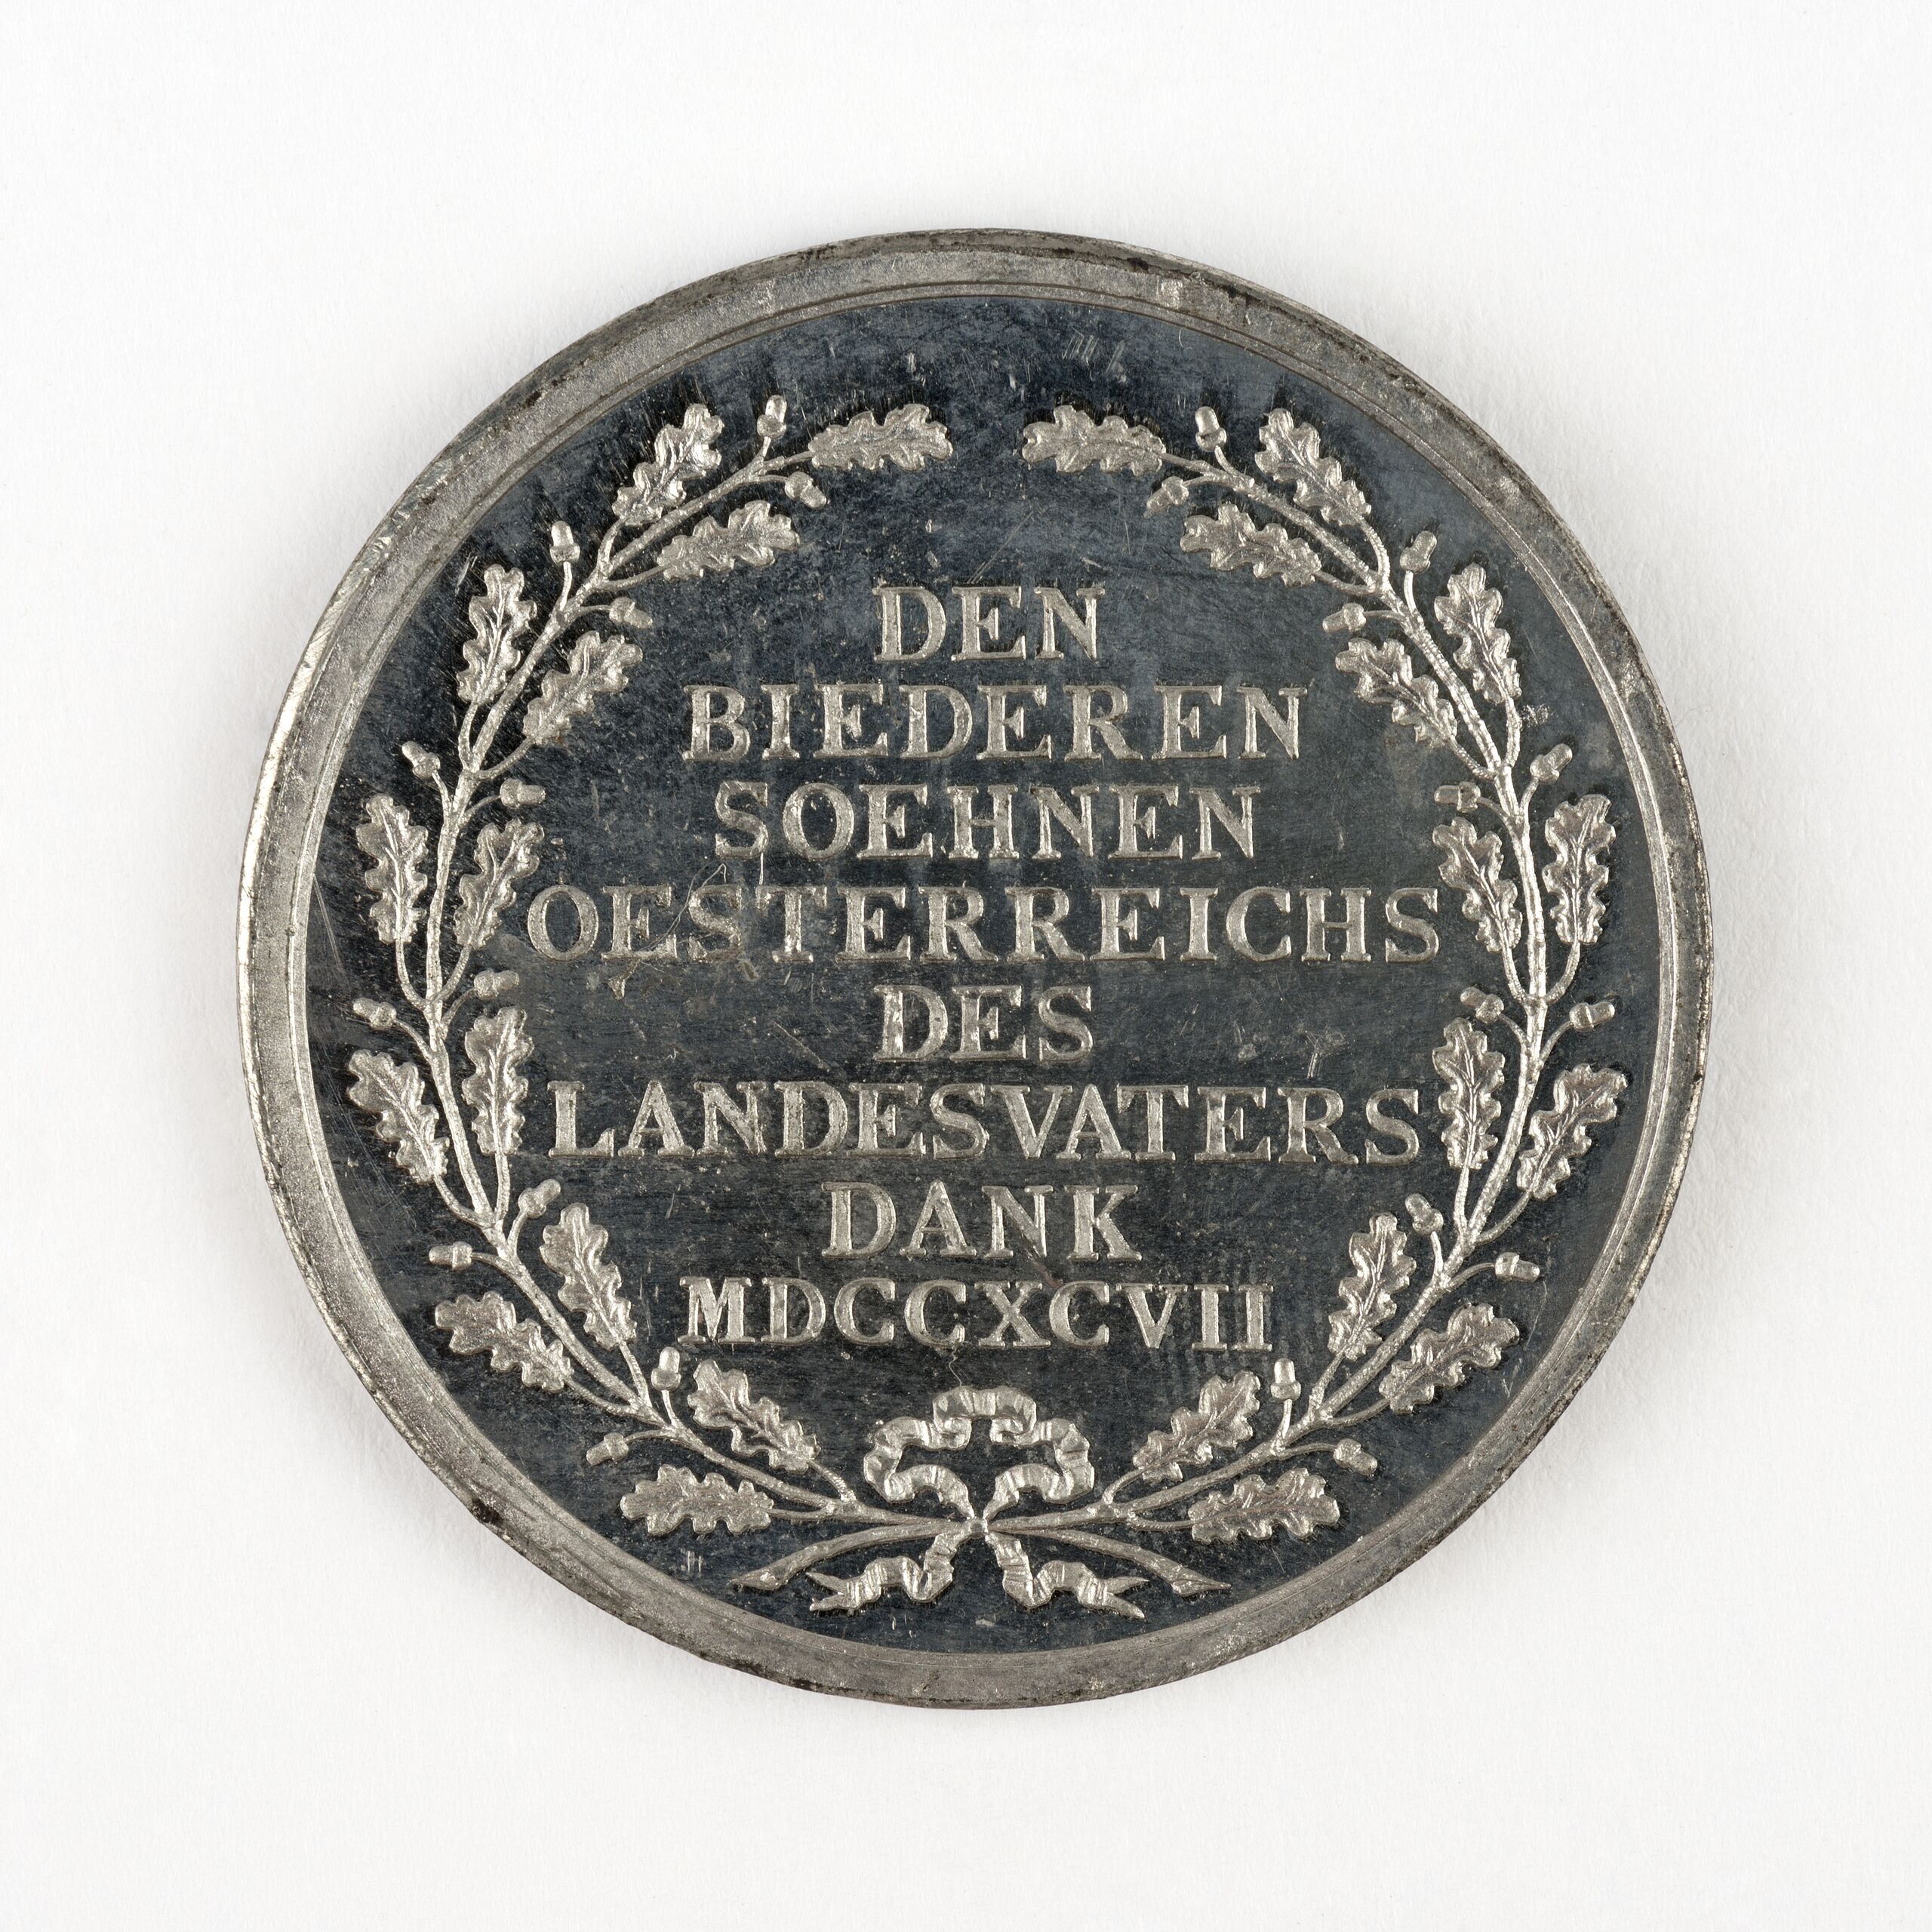 DEN
BIEDEREN
SOEHNEN
OESTERREICHS
DES
LANDESVATERS
DANK
MDCCXCVII